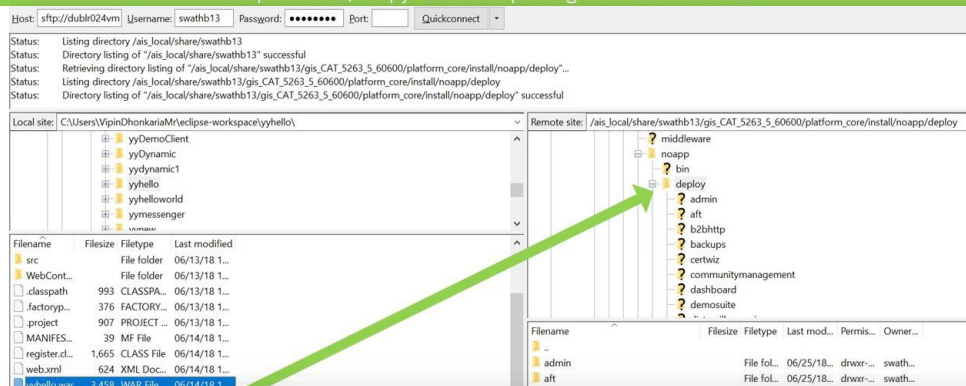 Host: sftp://dublr024vm Username: swathb13 Password: ●●●●●●●● Port: Quickconnect
Status: Listing directory /ais_local/share/swathb13
Status: Directory listing of "/ais_local/share/swathb13" successful
Status: Retrieving directory listing of "/ais_local/share/swathb13/gis_CAT_5263_5_60600/platform_core/install/noapp/deploy"...
Status: Listing directory /ais_local/share/swathb13/gis_CAT_5263_5_60600/platform_core/install/noapp/deploy
Status: Directory listing of "/ais_local/share/swathb13/gis_CAT_5263_5_60600/platform_core/install/noapp/deploy" successful
Local site: C:\Users\VipinDhonkariaMr\eclipse-workspace\yyhello\
yyDemoClient
yyDynamic
yydynamic1
yyhello
yyhelloworld
yymessenger
Filename Filesize Filetype Last modified
src File folder 06/13/18 1...
WebCont... File folder 06/13/18 1...
.classpath 993 CLASSPA... 06/13/18 1...
.factoryp... 376 FACTORY... 06/13/18 1...
.project 907 PROJECT ... 06/13/18 1...
MANIFES... 39 MF File 06/14/18 1...
register.cl... 1,665 CLASS File 06/14/18 1...
web.xml 624 XML Doc... 06/14/18 1...
yyhello.war 3,458 WAR File 06/14/18 1...
Remote site: /ais_local/share/swathb13/gis_CAT_5263_5_60600/platform_core/install/noapp/deploy
middleware
noapp
bin
deploy
admin
aft
b2bhttp
backups
certwiz
communitymanagement
dashboard
demosuite
Filename Filesize Filetype Last mod... Permis... Owner...
..
admin File fol... 06/25/18... drwxr-... swath...
aft File fol... 06/25/18... drwxr-... swath...